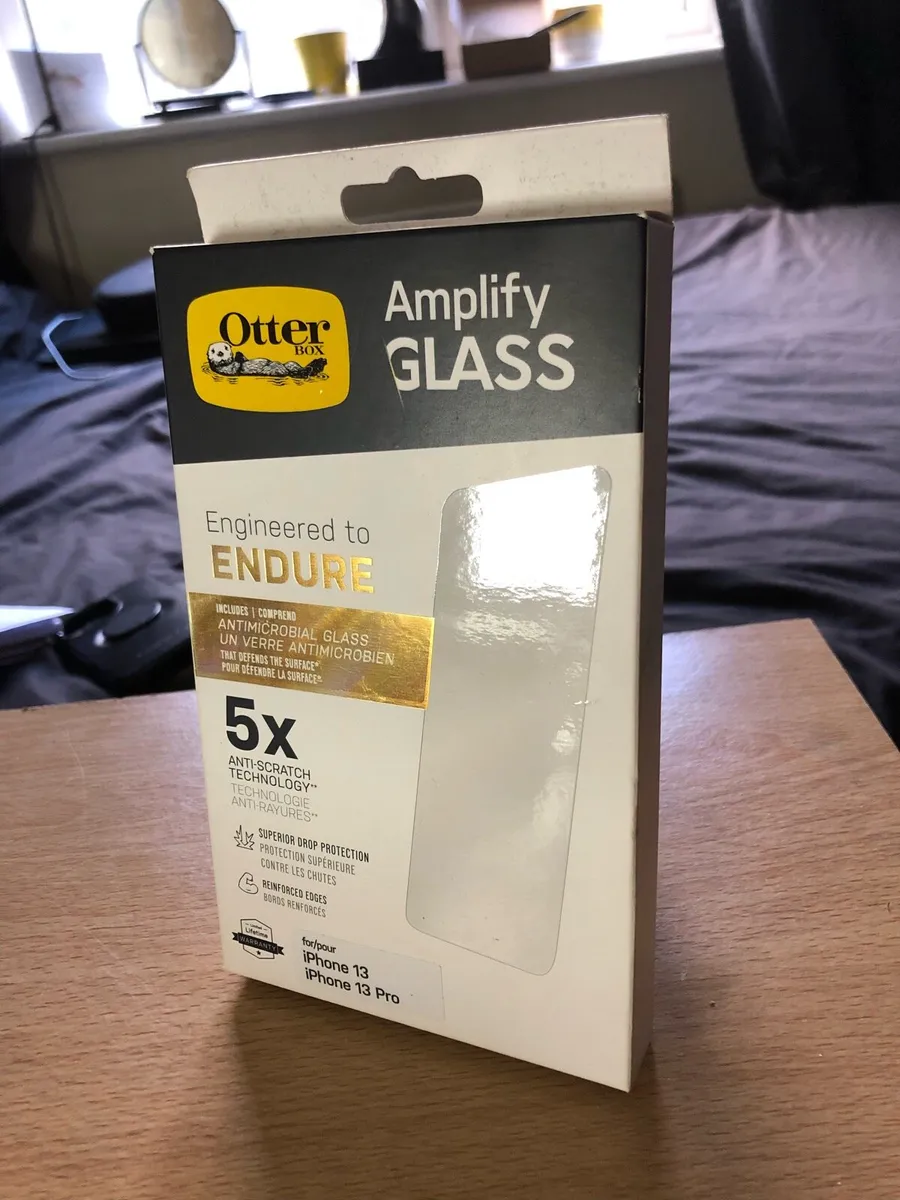 Otter
BOX
Amplify
GLASS
Engineered to
ENDURE
INCLUDES | COMPREND
ANTIMICROBIAL GLASS
UN VERRE ANTIMICROBIEN
THAT DEFENDS THE SURFACE*
POUR DÉFENDRE LA SURFACE*
5x
ANTI-SCRATCH
TECHNOLOGY**
TECHNOLOGIE
ANTI-RAYURES**
SUPERIOR DROP PROTECTION
PROTECTION SUPÉRIEURE
CONTRE LES CHUTES
REINFORCED EDGES
BORDS RENFORCÉS
Limited
Lifetime
WARRANTY
for/pour
iPhone 13
iPhone 13 Pro